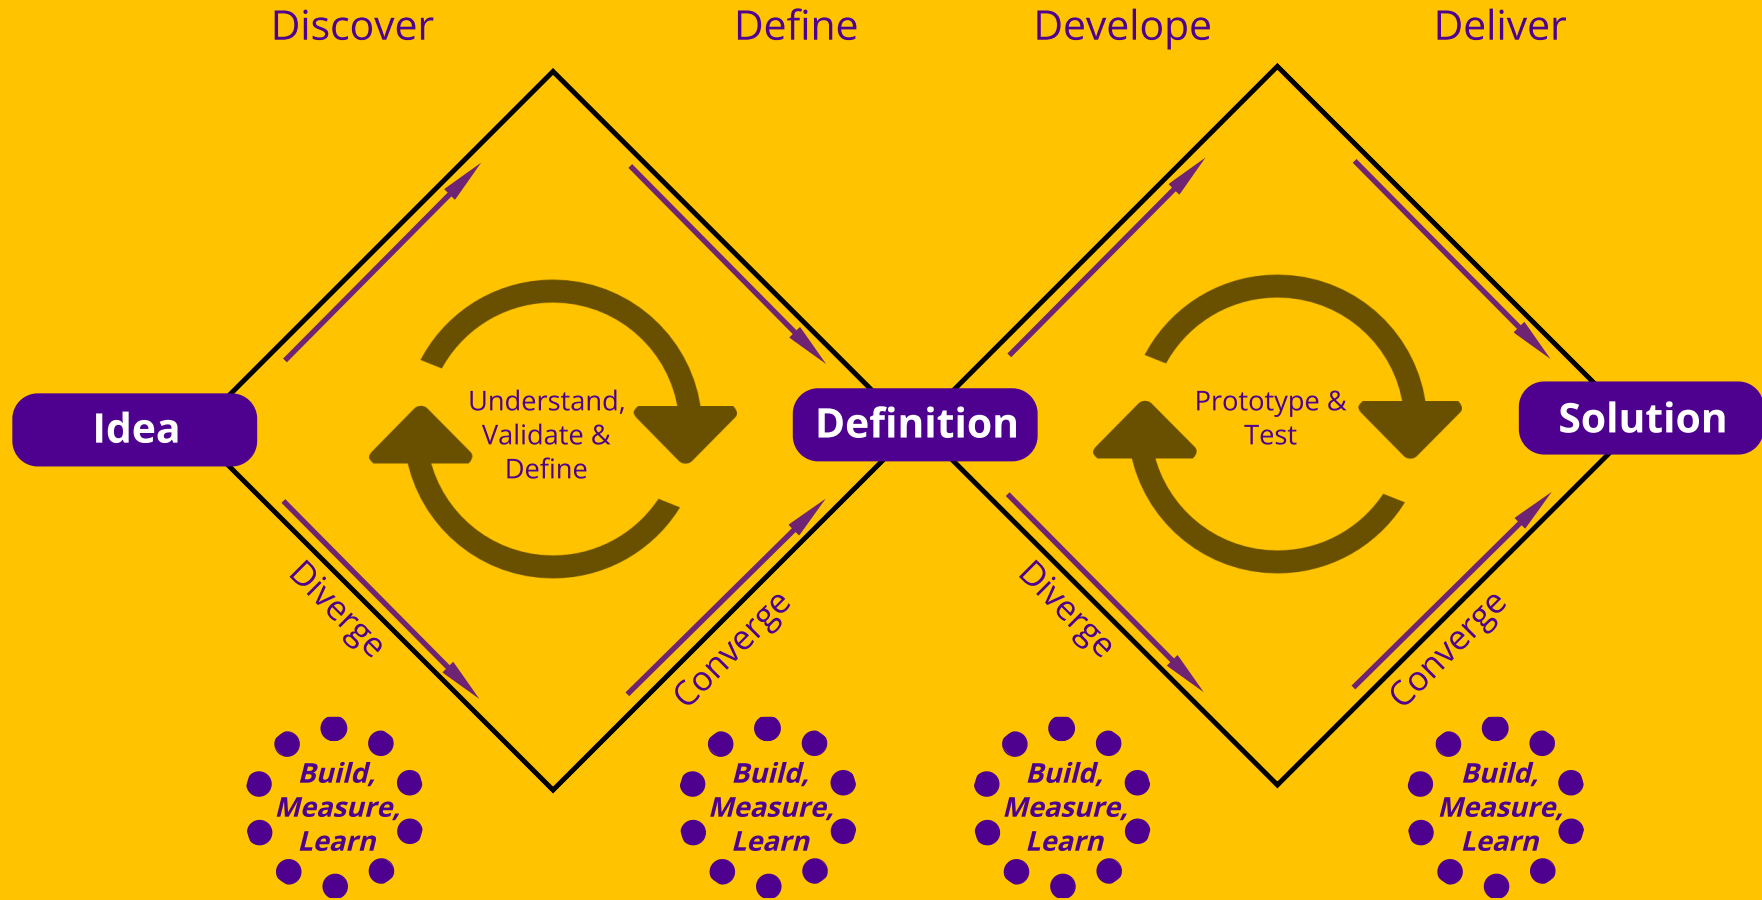 Discover
Define
Develope
Deliver
Idea
Understand,
Validate &
Define
Definition
Prototype &
Test
Solution
Diverge
Converge
Diverge
Converge
Build,
Measure,
Learn
Build,
Measure,
Learn
Build,
Measure,
Learn
Build,
Measure,
Learn